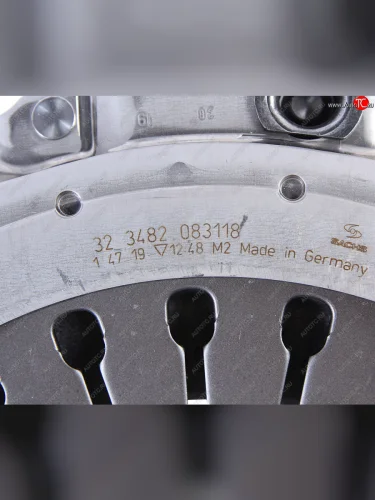 32 3482 083118
1 47 19 ▽12:48 M2 Made in Germany
SACHS